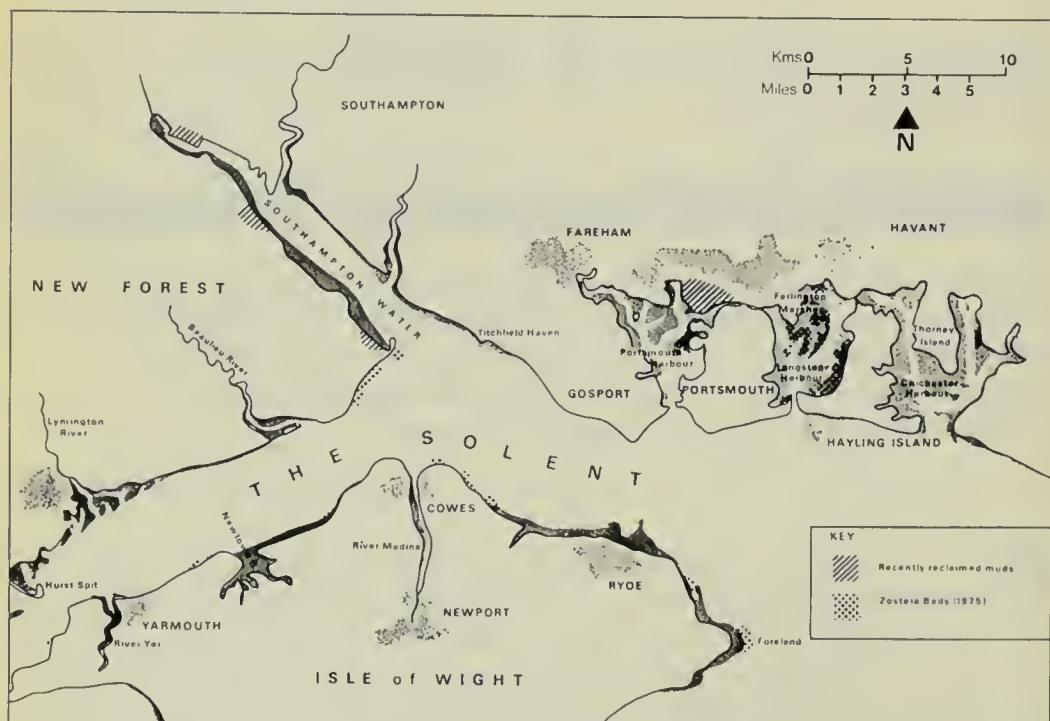 Kms 0 5 10
Miles 0 1 2 3 4 5
N
SOUTHAMPTON
SOUTHAMPTON WATER
FAREHAM
HAVANT
NEW FOREST
Farlington Marshes
Titchfield Haven
Thorney Island
Beaulieu River
Portsmouth Harbour
Langstone Harbour
Chichester Harbour
GOSPORT
PORTSMOUTH
Lymington River
HAYLING ISLAND
THE SOLENT
COWES
Newtown
River Medina
KEY
Recently reclaimed muds
Zostera Beds (1975)
Hurst Spit
RYDE
NEWPORT
YARMOUTH
River Yar
Foreland
ISLE of WIGHT